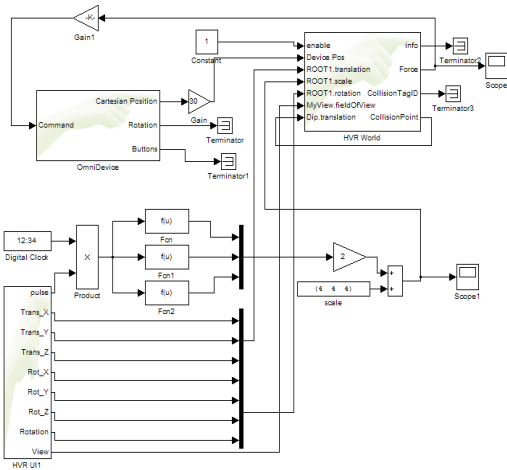 -K-
Gain1
1
Constant
enable
info
Terminator2
Device Pos
Force
Scope
ROOT1.translation
ROOT1.scale
CollisionTagID
Terminator3
ROOT1.rotation
MyView.fieldOfView
Dip.translation
CollisionPoint
HVR World
Cartesian Position
30
Gain
Command
Rotation
Terminator
Buttons
Terminator1
OmniDevice
12:34
Digital Clock
X
Product
f(u)
Fcn
f(u)
Fcn1
f(u)
Fcn2
2
(4 4 4)
scale
+
+
Scope1
pulse
Trans_X
Trans_Y
Trans_Z
Rot_X
Rot_Y
Rot_Z
Rotation
View
HVR UI1